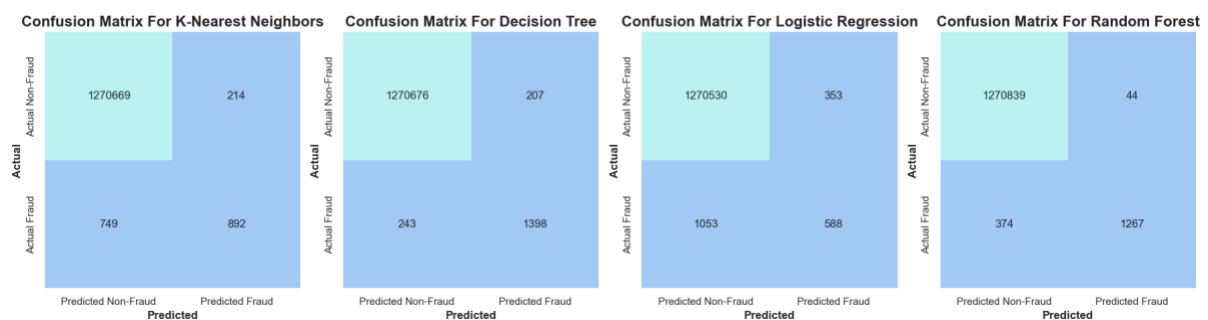 Confusion Matrix For K-Nearest Neighbors
Actual Non-Fraud
1270669
214
Actual
Actual Fraud
749
892
Predicted Non-Fraud
Predicted Fraud
Predicted
Confusion Matrix For Decision Tree
Actual Non-Fraud
1270676
207
Actual
Actual Fraud
243
1398
Predicted Non-Fraud
Predicted Fraud
Predicted
Confusion Matrix For Logistic Regression
Actual Non-Fraud
1270530
353
Actual
Actual Fraud
1053
588
Predicted Non-Fraud
Predicted Fraud
Predicted
Confusion Matrix For Random Forest
Actual Non-Fraud
1270839
44
Actual
Actual Fraud
374
1267
Predicted Non-Fraud
Predicted Fraud
Predicted